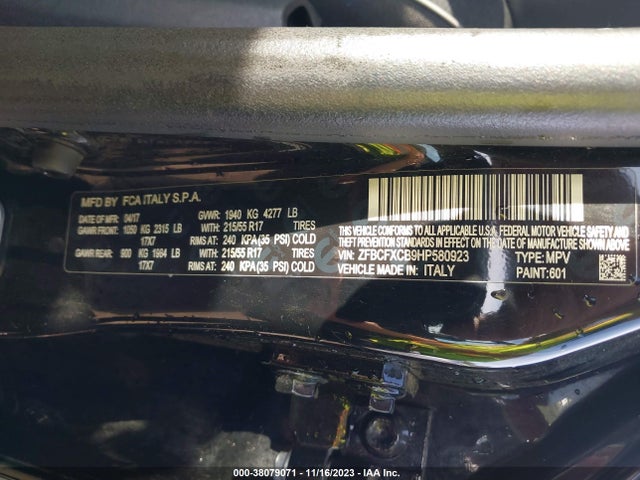 MFD BY FCA ITALY S.P.A.
DATE OF MFD: 04/17 GVWR: 1940 KG 4277 LB
GAWR FRONT: 1050 KG 2315 LB WITH: 215/55 R17 TIRES
17X7 RIMS AT: 240 KPA (35 PSI) COLD
GAWR REAR: 900 KG 1984 LB WITH: 215/55 R17 TIRES
17X7 RIMS AT: 240 KPA (35 PSI) COLD
THIS VEHICLE CONFORMS TO ALL APPLICABLE U.S.A. FEDERAL MOTOR VEHICLE
SAFETY, BUMPER, AND THEFT PREVENTION STANDARDS
IN EFFECT ON THE DATE OF MANUFACTURE SHOWN ABOVE
VIN: ZFBCFXCB9HP580923 TYPE: MPV
VEHICLE MADE IN: ITALY PAINT: 601
000-38079071 - 11/16/2023 - IAA Inc.